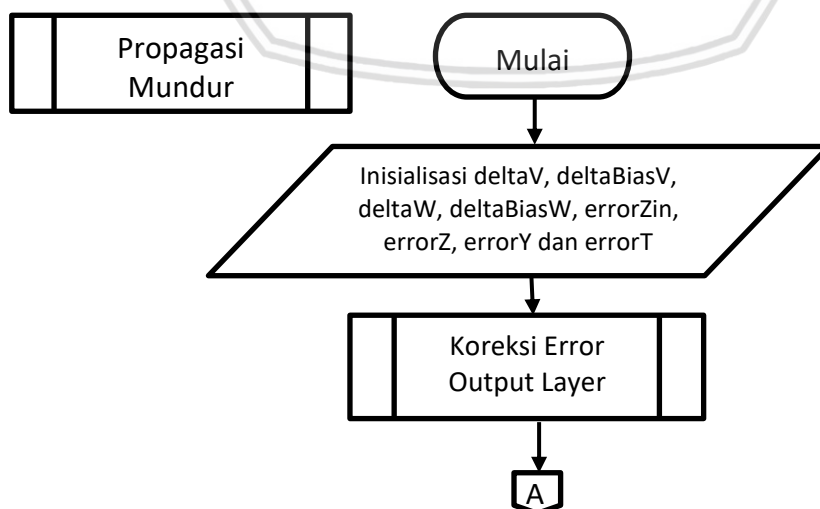 Propagasi
Mundur
Mulai
Inisialisasi deltaV, deltaBiasV,
deltaW, deltaBiasW, errorZin,
errorZ, errorY dan errorT
Koreksi Error
Output Layer
A